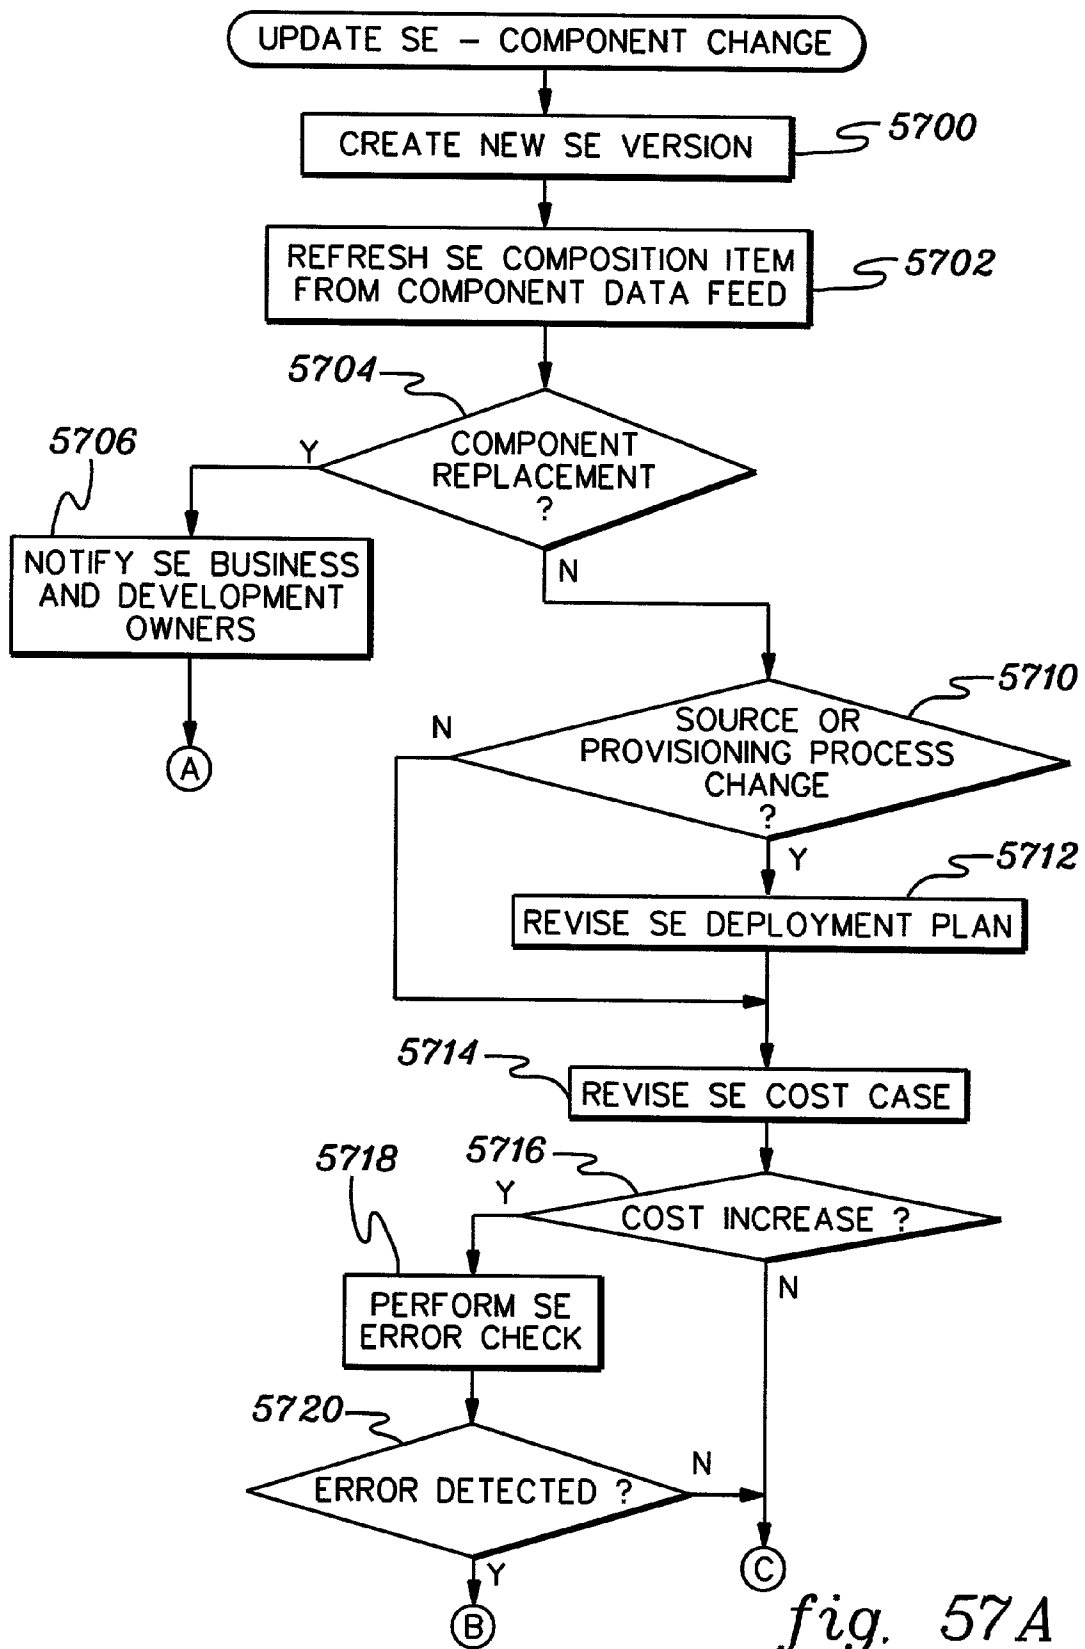 UPDATE SE - COMPONENT CHANGE
CREATE NEW SE VERSION
5700
REFRESH SE COMPOSITION ITEM
FROM COMPONENT DATA FEED
5702
5704
COMPONENT
REPLACEMENT
?
Y
N
5706
NOTIFY SE BUSINESS
AND DEVELOPMENT
OWNERS
A
5710
SOURCE OR
PROVISIONING PROCESS
CHANGE
?
N
Y
5712
REVISE SE DEPLOYMENT PLAN
5714
REVISE SE COST CASE
5716
COST INCREASE ?
Y
N
5718
PERFORM SE
ERROR CHECK
5720
ERROR DETECTED ?
N
Y
C
B
fig. 57A